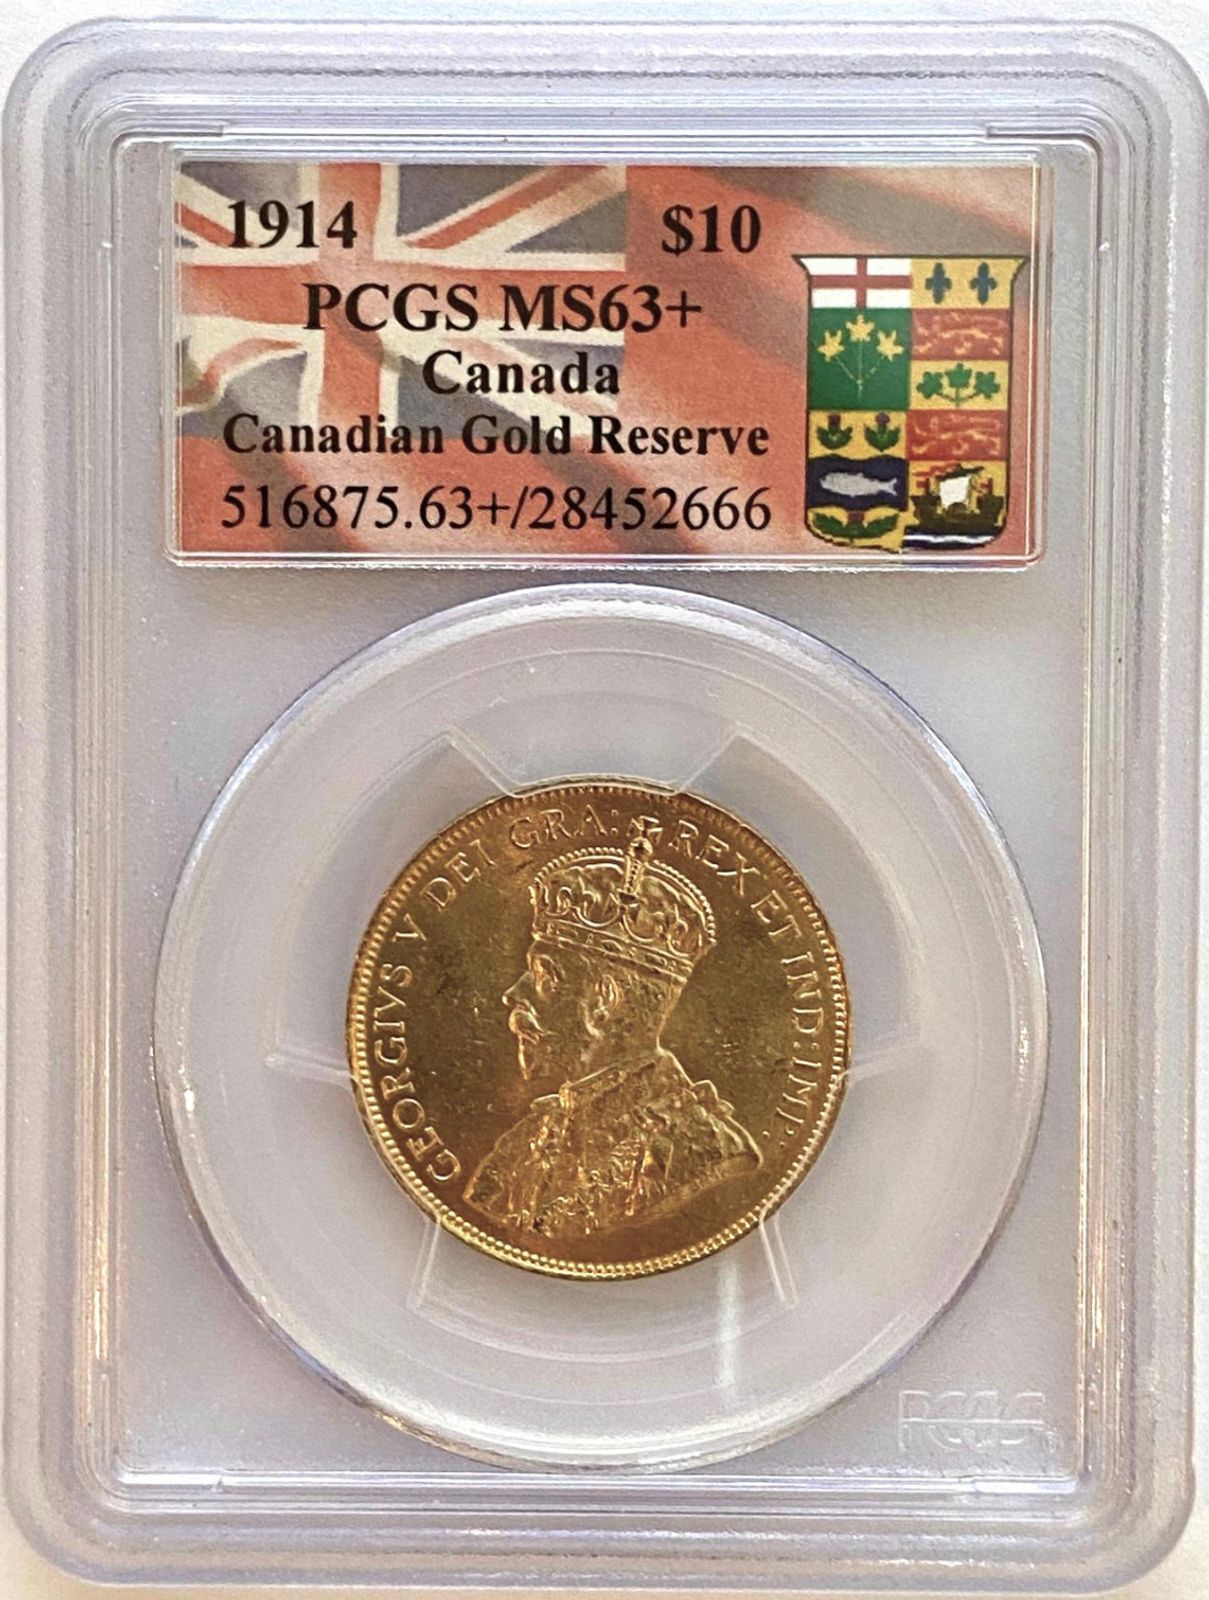 1914 $10
PCGS MS63+
Canada
Canadian Gold Reserve
516875.63+/28452666
GEORGIVS V DEI GRA: REX ET IND: IMP:
PCGS